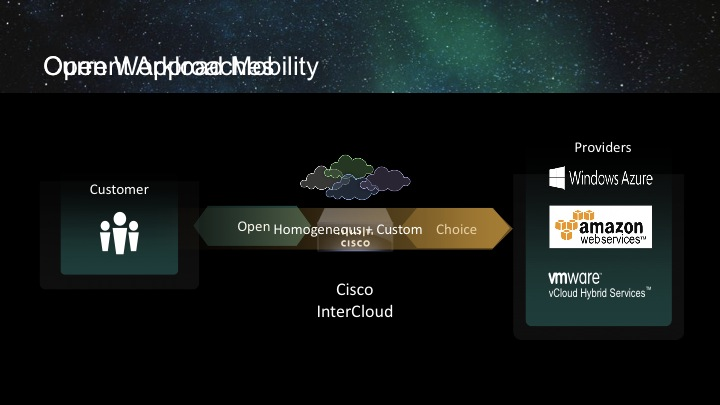 Open Workload Mobility
Current Approaches
Providers
Windows Azure
Customer
amazon
webservices™
Open
Homogeneous + Custom
Choice
CISCO
vmware®
vCloud Hybrid Services™
Cisco
InterCloud